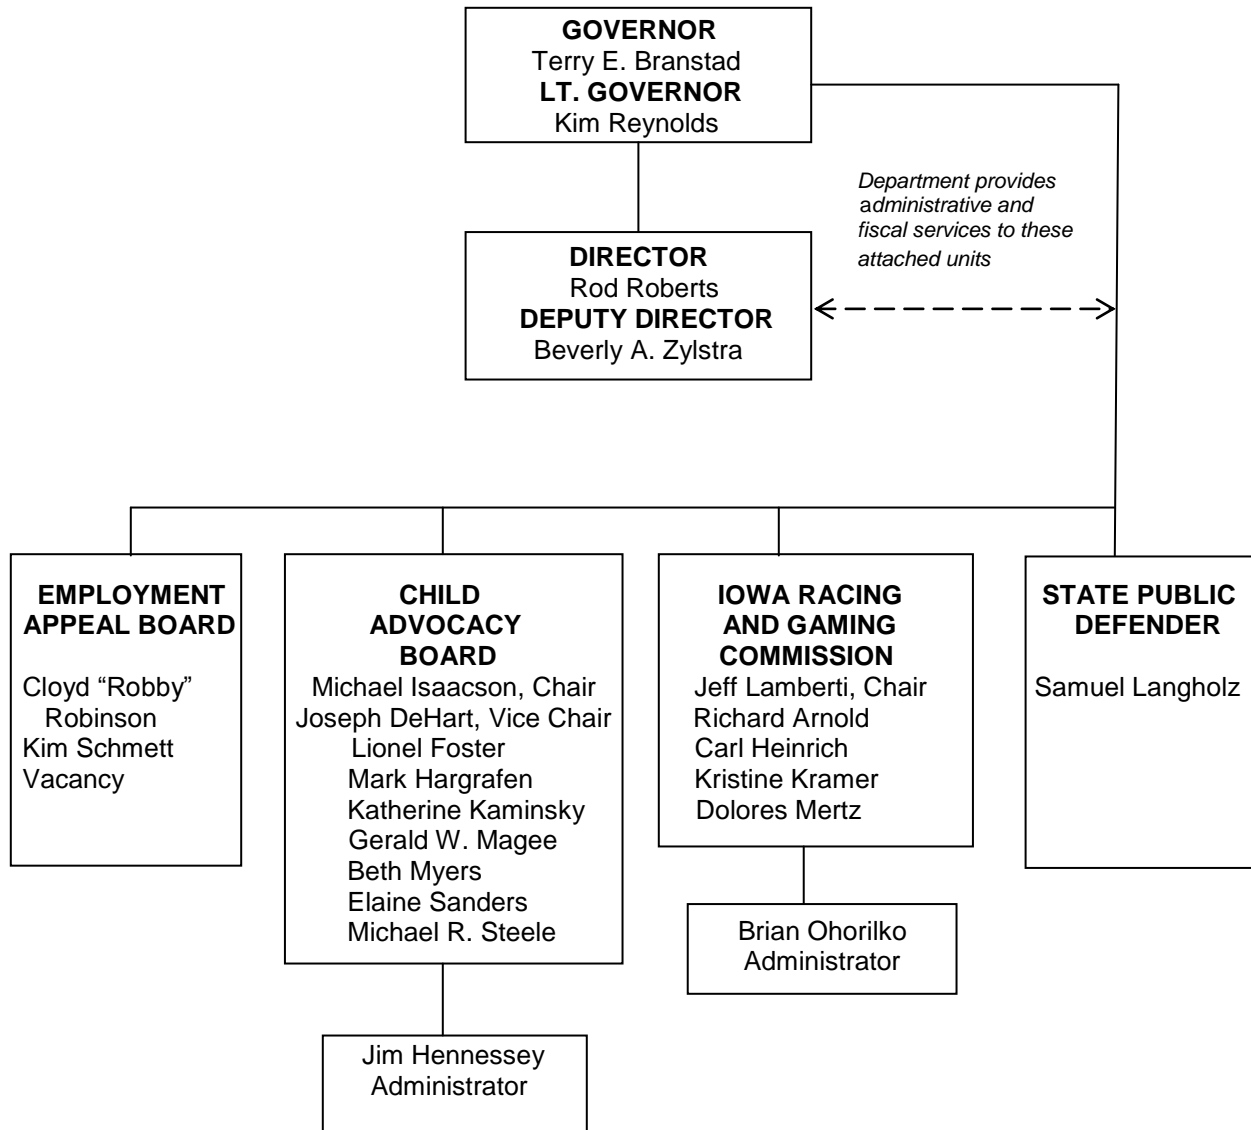 GOVERNOR
Terry E. Branstad
LT. GOVERNOR
Kim Reynolds
Department provides
administrative and
fiscal services to these
attached units
DIRECTOR
Rod Roberts
DEPUTY DIRECTOR
Beverly A. Zylstra
EMPLOYMENT
APPEAL BOARD
Cloyd “Robby”
Robinson
Kim Schmett
Vacancy
CHILD
ADVOCACY
BOARD
Michael Isaacson, Chair
Joseph DeHart, Vice Chair
Lionel Foster
Mark Hargrafen
Katherine Kaminsky
Gerald W. Magee
Beth Myers
Elaine Sanders
Michael R. Steele
IOWA RACING
AND GAMING
COMMISSION
Jeff Lamberti, Chair
Richard Arnold
Carl Heinrich
Kristine Kramer
Dolores Mertz
STATE PUBLIC
DEFENDER
Samuel Langholz
Brian Ohorilko
Administrator
Jim Hennessey
Administrator